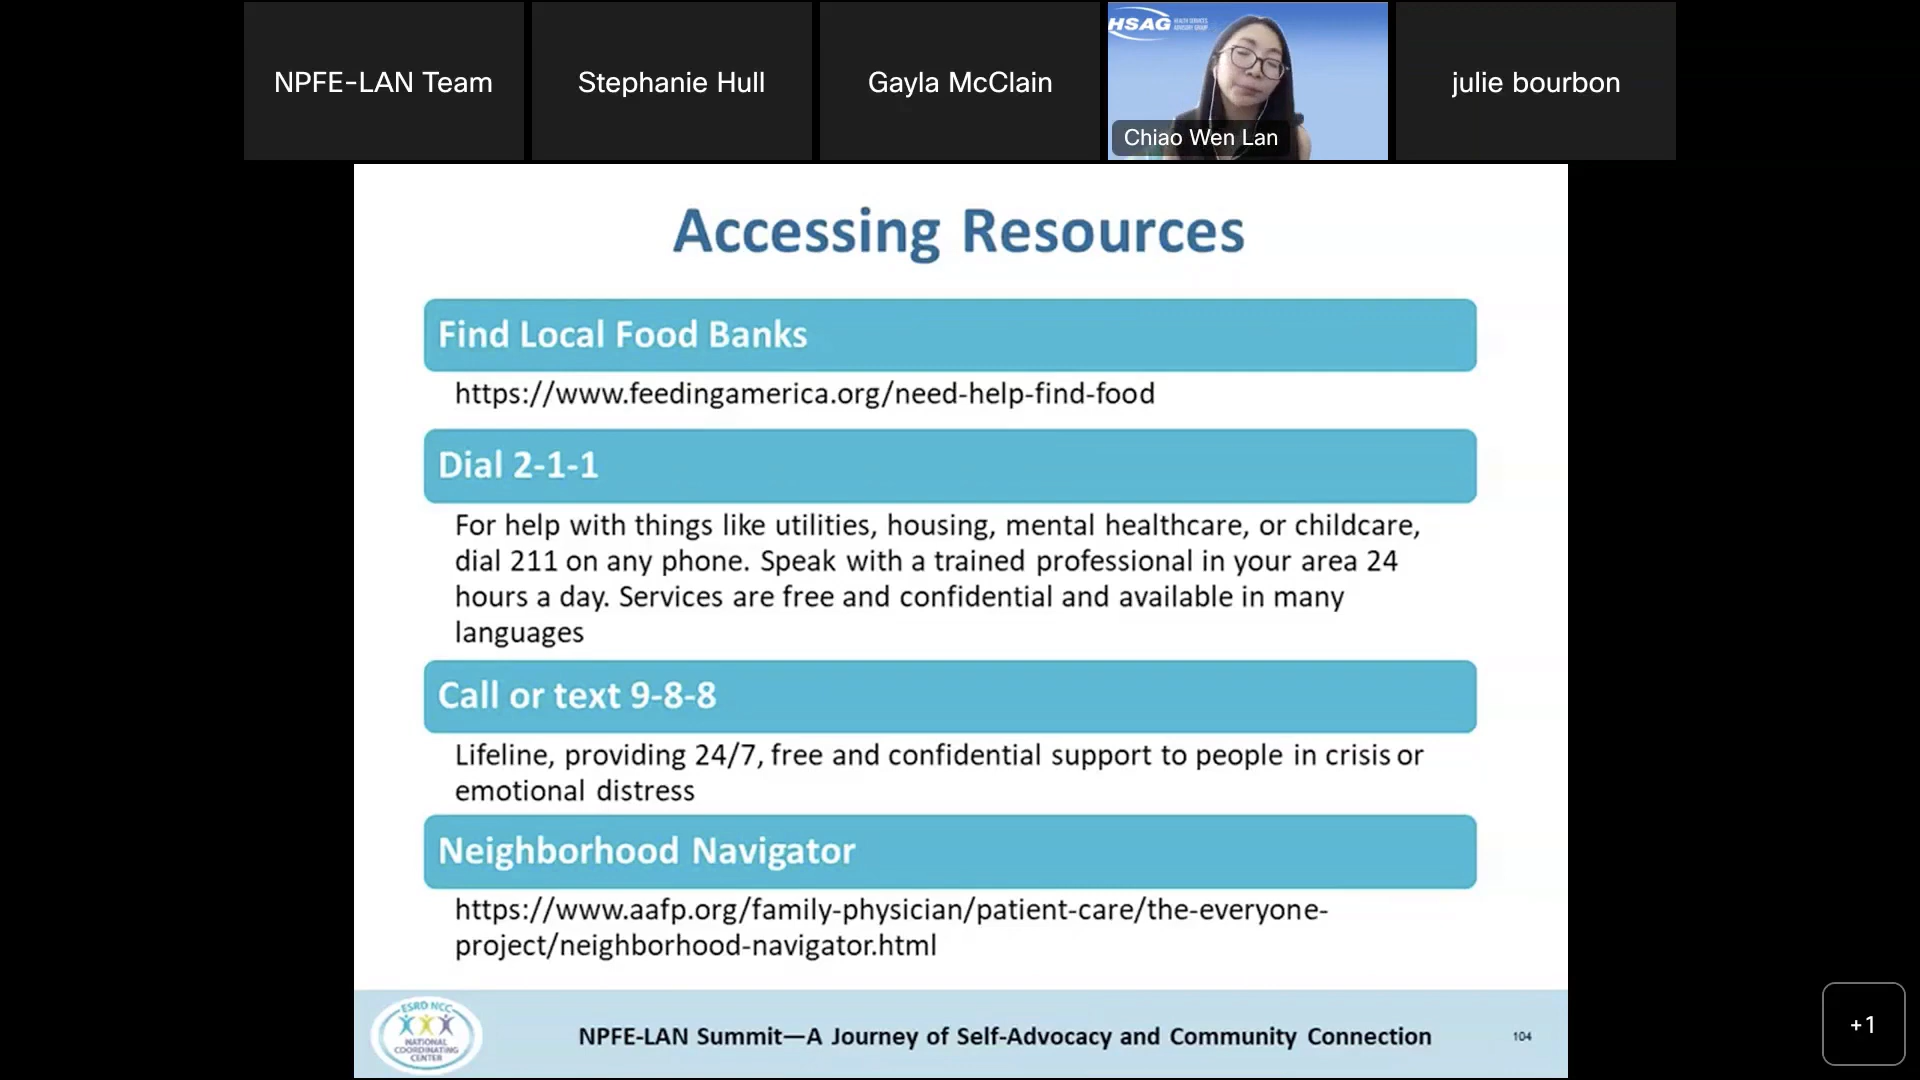 NPFE-LAN Team
Stephanie Hull
Gayla McClain
HSAG HEALTH SERVICES
ADVISORY GROUP
Chiao Wen Lan
julie bourbon
Accessing Resources
Find Local Food Banks
https://www.feedingamerica.org/need-help-find-food
Dial 2-1-1
For help with things like utilities, housing, mental healthcare, or childcare,
dial 211 on any phone. Speak with a trained professional in your area 24
hours a day. Services are free and confidential and available in many
languages
Call or text 9-8-8
Lifeline, providing 24/7, free and confidential support to people in crisis or
emotional distress
Neighborhood Navigator
https://www.aafp.org/family-physician/patient-care/the-everyone-
project/neighborhood-navigator.html
ESRD NCC
NATIONAL
COORDINATING
CENTER
NPFE-LAN Summit—A Journey of Self-Advocacy and Community Connection
104
+1